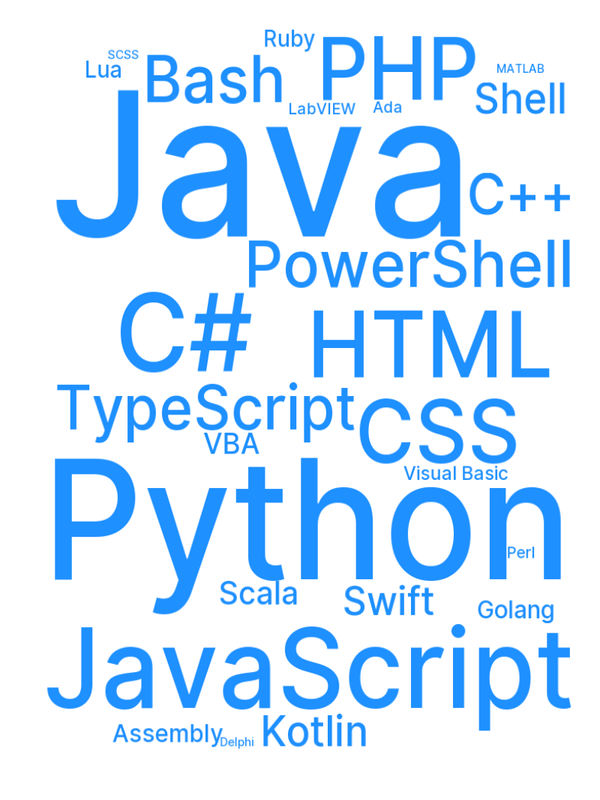 Ruby
SCSS
Lua
Bash
PHP
MATLAB
Shell
LabVIEW
Ada
Java
C++
PowerShell
C#
HTML
TypeScript
CSS
VBA
Visual Basic
Python
Perl
Scala
Swift
Golang
JavaScript
Assembly
Delphi
Kotlin